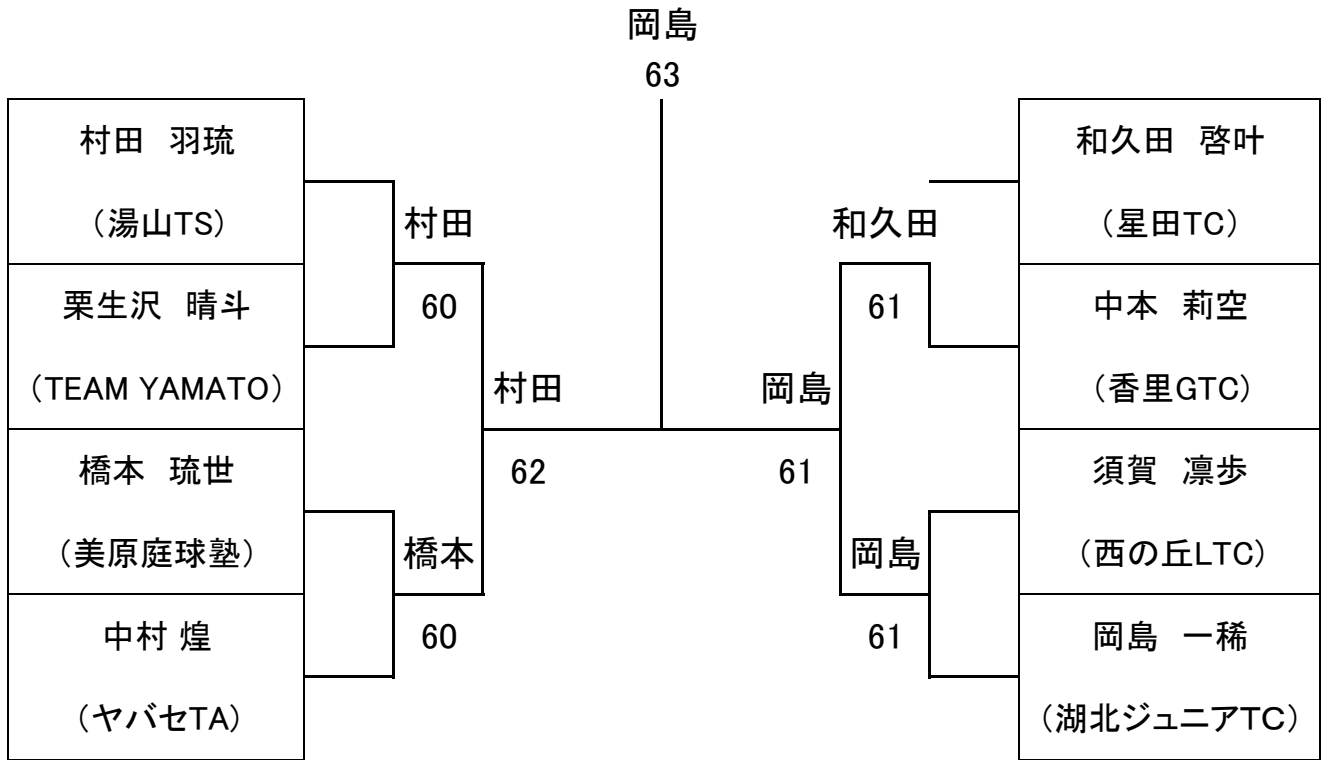 岡島
63
村田　羽琉
（湯山TS）
栗生沢　晴斗
（TEAM YAMATO）
橋本　琉世
（美原庭球塾）
中村 煌
（ヤバセTA）
村田
60
橋本
60
村田
62
岡島
61
和久田
61
岡島
61
和久田　啓叶
（星田TC）
中本　莉空
（香里GTC）
須賀　凛歩
（西の丘LTC）
岡島　一稀
（湖北ジュニアTC）